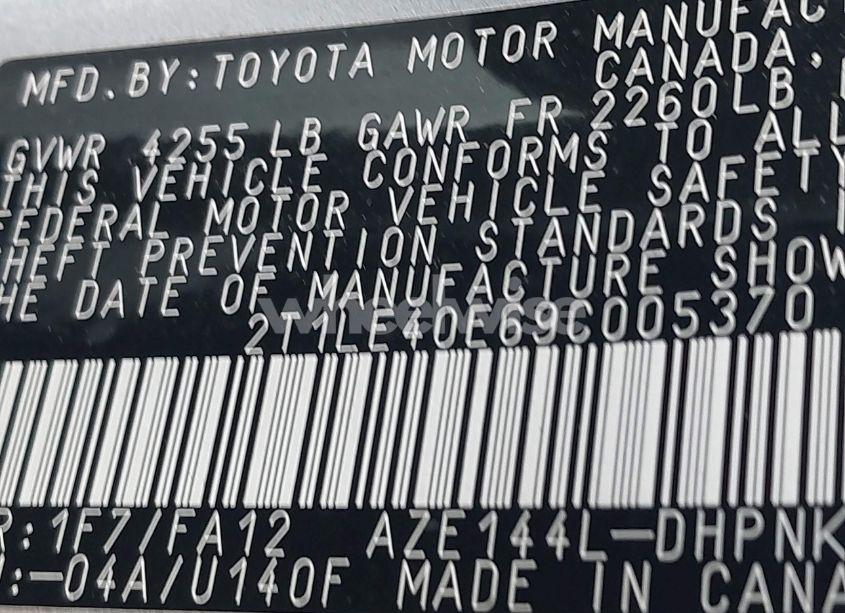 MFD. BY: TOYOTA MOTOR MANUFAC
CANADA,
GVWR 4255 LB GAWR FR 2260LB
THIS VEHICLE CONFORMS TO ALL
FEDERAL MOTOR VEHICLE SAFETY
HEFT PREVENTION STANDARDS
HE DATE OF MANUFACTURE SHOW
wheelwise
2T1LE40E69C005370
R:1F7/FA12 AZE144L-DHPNK
:-04A/U140F MADE IN CANA